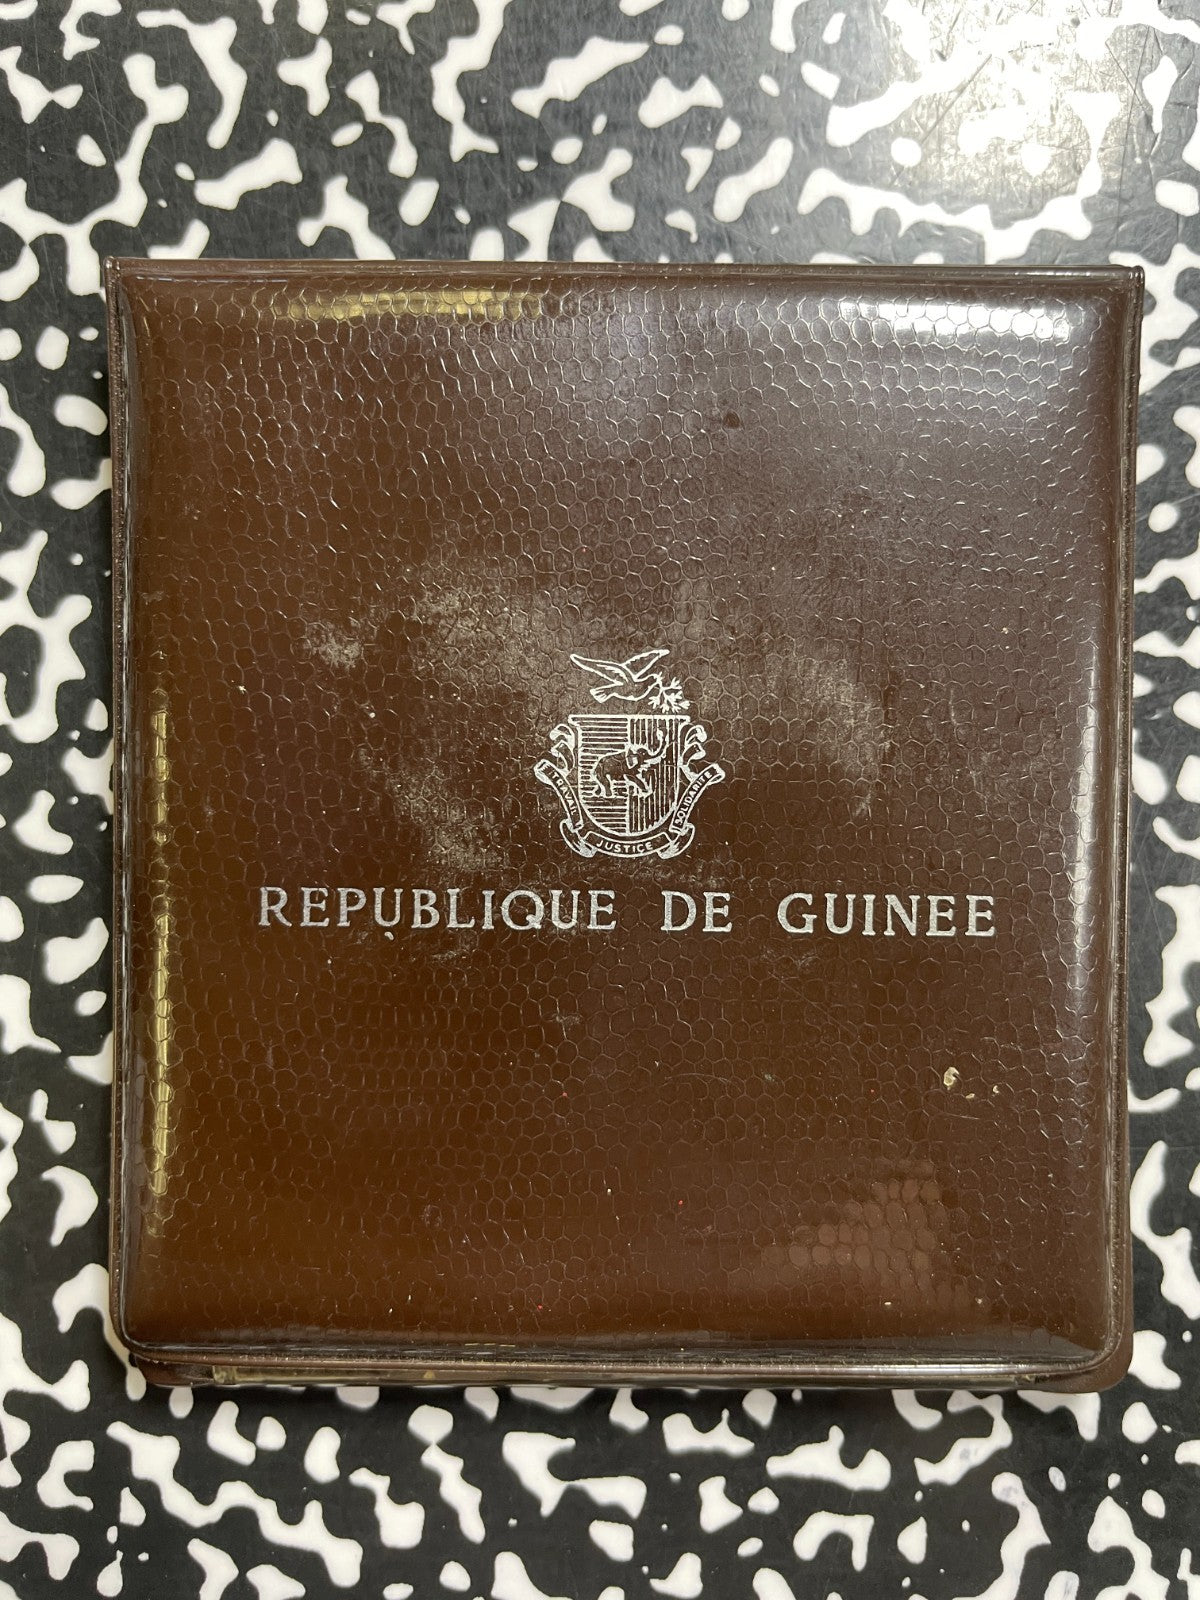 TRAVAIL
JUSTICE
SOLIDARITE
REPUBLIQUE DE GUINEE